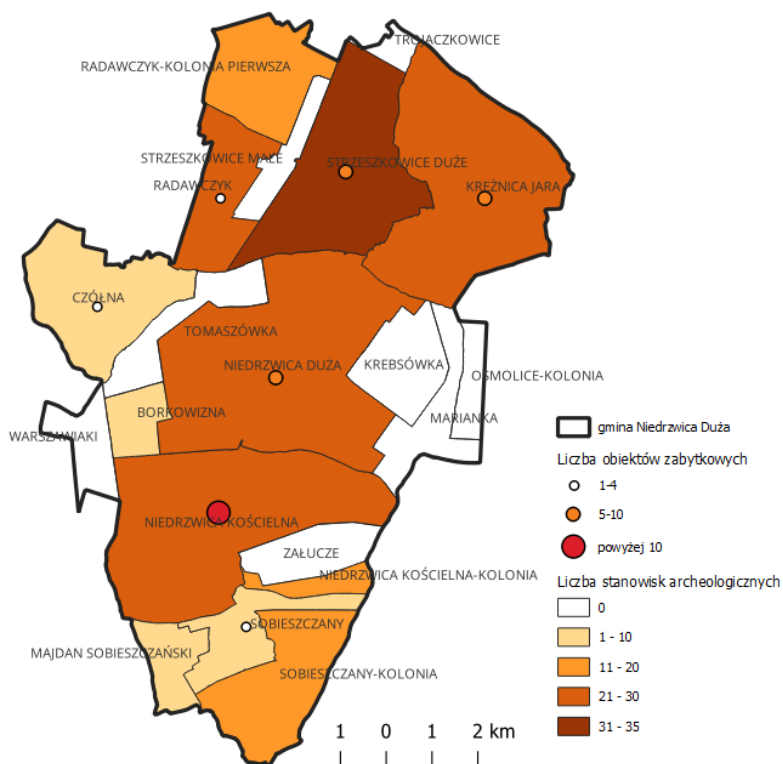 TROJACZKOWICE
RADAWCZYK-KOLONIA PIERWSZA
STRZESZKOWICE MAŁE
STRZESZKOWICE DUŻE
RADAWCZYK
KRĘŻNICA JARA
CZÓŁNA
TOMASZÓWKA
NIEDRZWICA DUŻA
KREBSÓWKA
OSMOLICE-KOLONIA
BORKOWIZNA
MARIANKA
WARSZAWIAKI
NIEDRZWICA KOŚCIELNA
ZAŁUCZE
NIEDRZWICA KOŚCIELNA-KOLONIA
SOBIESZCZANY
MAJDAN SOBIESZCZAŃSKI
SOBIESZCZANY-KOLONIA
gmina Niedrzwica Duża
Liczba obiektów zabytkowych
1-4
5-10
powyżej 10
Liczba stanowisk archeologicznych
0
1 - 10
11 - 20
21 - 30
31 - 35
1 0 1 2 km